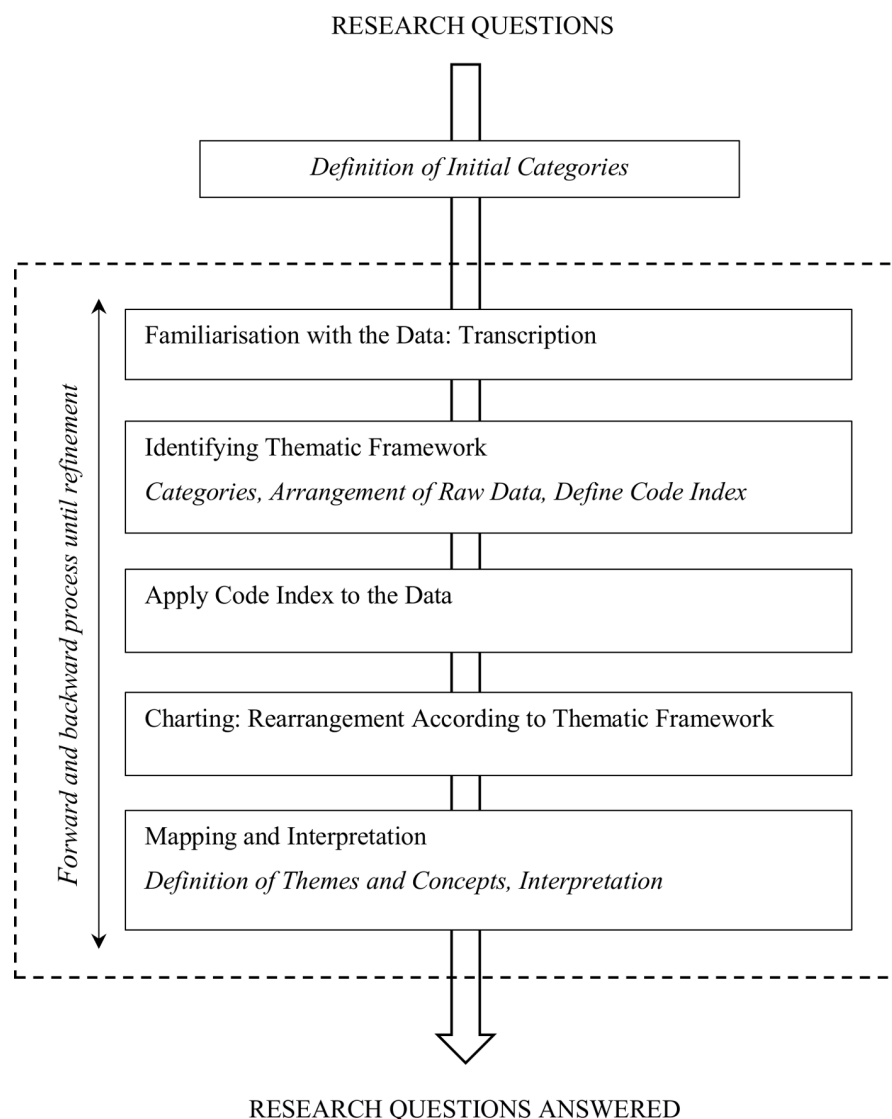 RESEARCH QUESTIONS
Definition of Initial Categories
Forward and backward process until refinement
Familiarisation with the Data: Transcription
Identifying Thematic Framework
Categories, Arrangement of Raw Data, Define Code Index
Apply Code Index to the Data
Charting: Rearrangement According to Thematic Framework
Mapping and Interpretation
Definition of Themes and Concepts, Interpretation
RESEARCH QUESTIONS ANSWERED